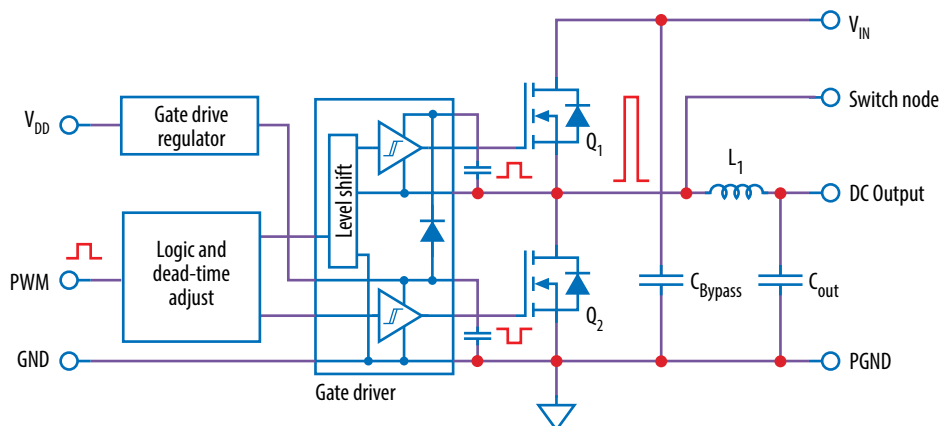 V_IN
Switch node
Gate drive
regulator
V_DD
Q_1
L_1
Level shift
DC Output
Logic and
dead-time
adjust
PWM
C_Bypass
C_out
Q_2
GND
PGND
Gate driver